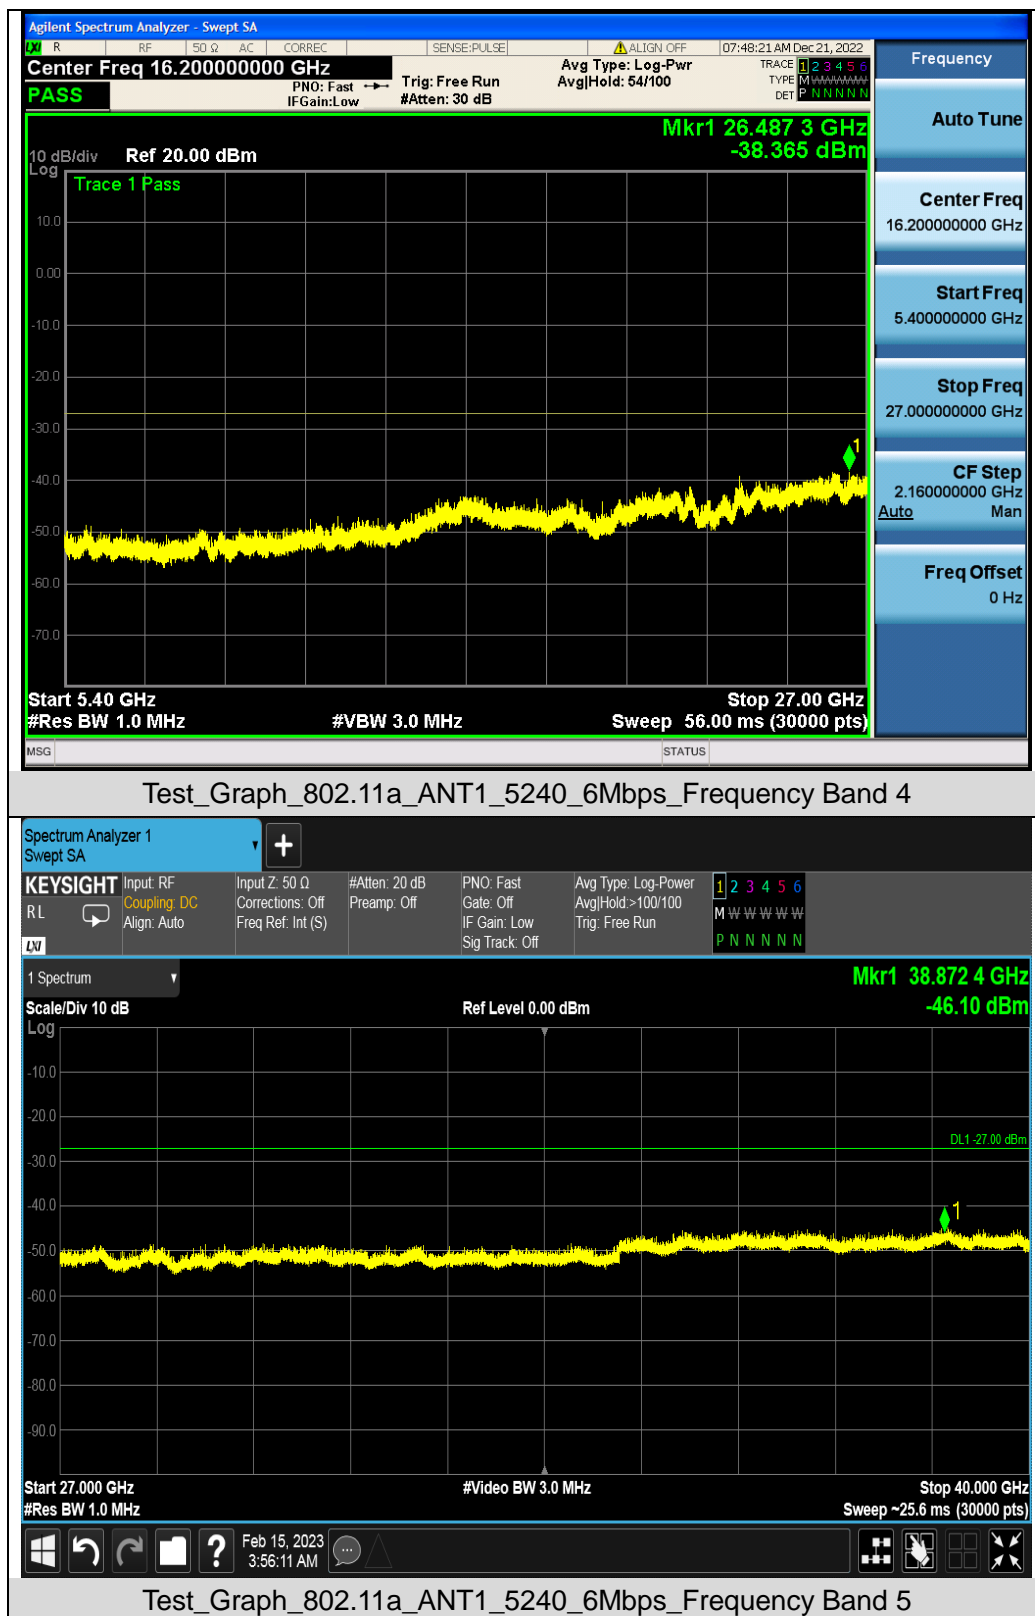 Agilent Spectrum Analyzer - Swept SA
LXI R RF 50 Ω AC CORREC SENSE:PULSE ALIGN OFF 07:48:21 AM Dec 21, 2022
Center Freq 16.200000000 GHz
PASS
PNO: Fast
IFGain:Low
Trig: Free Run
#Atten: 30 dB
Avg Type: Log-Pwr
Avg|Hold: 54/100
TRACE 1 2 3 4 5 6
TYPE M W W W W W
DET P N N N N N
Mkr1 26.487 3 GHz
-38.365 dBm
10 dB/div Ref 20.00 dBm
Log
Trace 1 Pass
10.0
0.00
-10.0
-20.0
-30.0
-40.0
-50.0
-60.0
-70.0
1
Start 5.40 GHz Stop 27.00 GHz
#Res BW 1.0 MHz #VBW 3.0 MHz Sweep 56.00 ms (30000 pts)
MSG STATUS
Frequency
Auto Tune
Center Freq
16.200000000 GHz
Start Freq
5.400000000 GHz
Stop Freq
27.000000000 GHz
CF Step
2.160000000 GHz
Auto Man
Freq Offset
0 Hz
Test_Graph_802.11a_ANT1_5240_6Mbps_Frequency Band 4
Spectrum Analyzer 1
Swept SA
+
KEYSIGHT
RL
LXI
Input: RF
Coupling: DC
Align: Auto
Input Z: 50 Ω
Corrections: Off
Freq Ref: Int (S)
#Atten: 20 dB
Preamp: Off
PNO: Fast
Gate: Off
IF Gain: Low
Sig Track: Off
Avg Type: Log-Power
Avg|Hold:>100/100
Trig: Free Run
1 2 3 4 5 6
M W W W W W
P N N N N N
1 Spectrum
Mkr1 38.872 4 GHz
-46.10 dBm
Scale/Div 10 dB Ref Level 0.00 dBm
Log
-10.0
-20.0
-30.0
-40.0
-50.0
-60.0
-70.0
-80.0
-90.0
DL1 -27.00 dBm
1
Start 27.000 GHz #Video BW 3.0 MHz Stop 40.000 GHz
#Res BW 1.0 MHz Sweep ~25.6 ms (30000 pts)
?
Feb 15, 2023
3:56:11 AM
Test_Graph_802.11a_ANT1_5240_6Mbps_Frequency Band 5